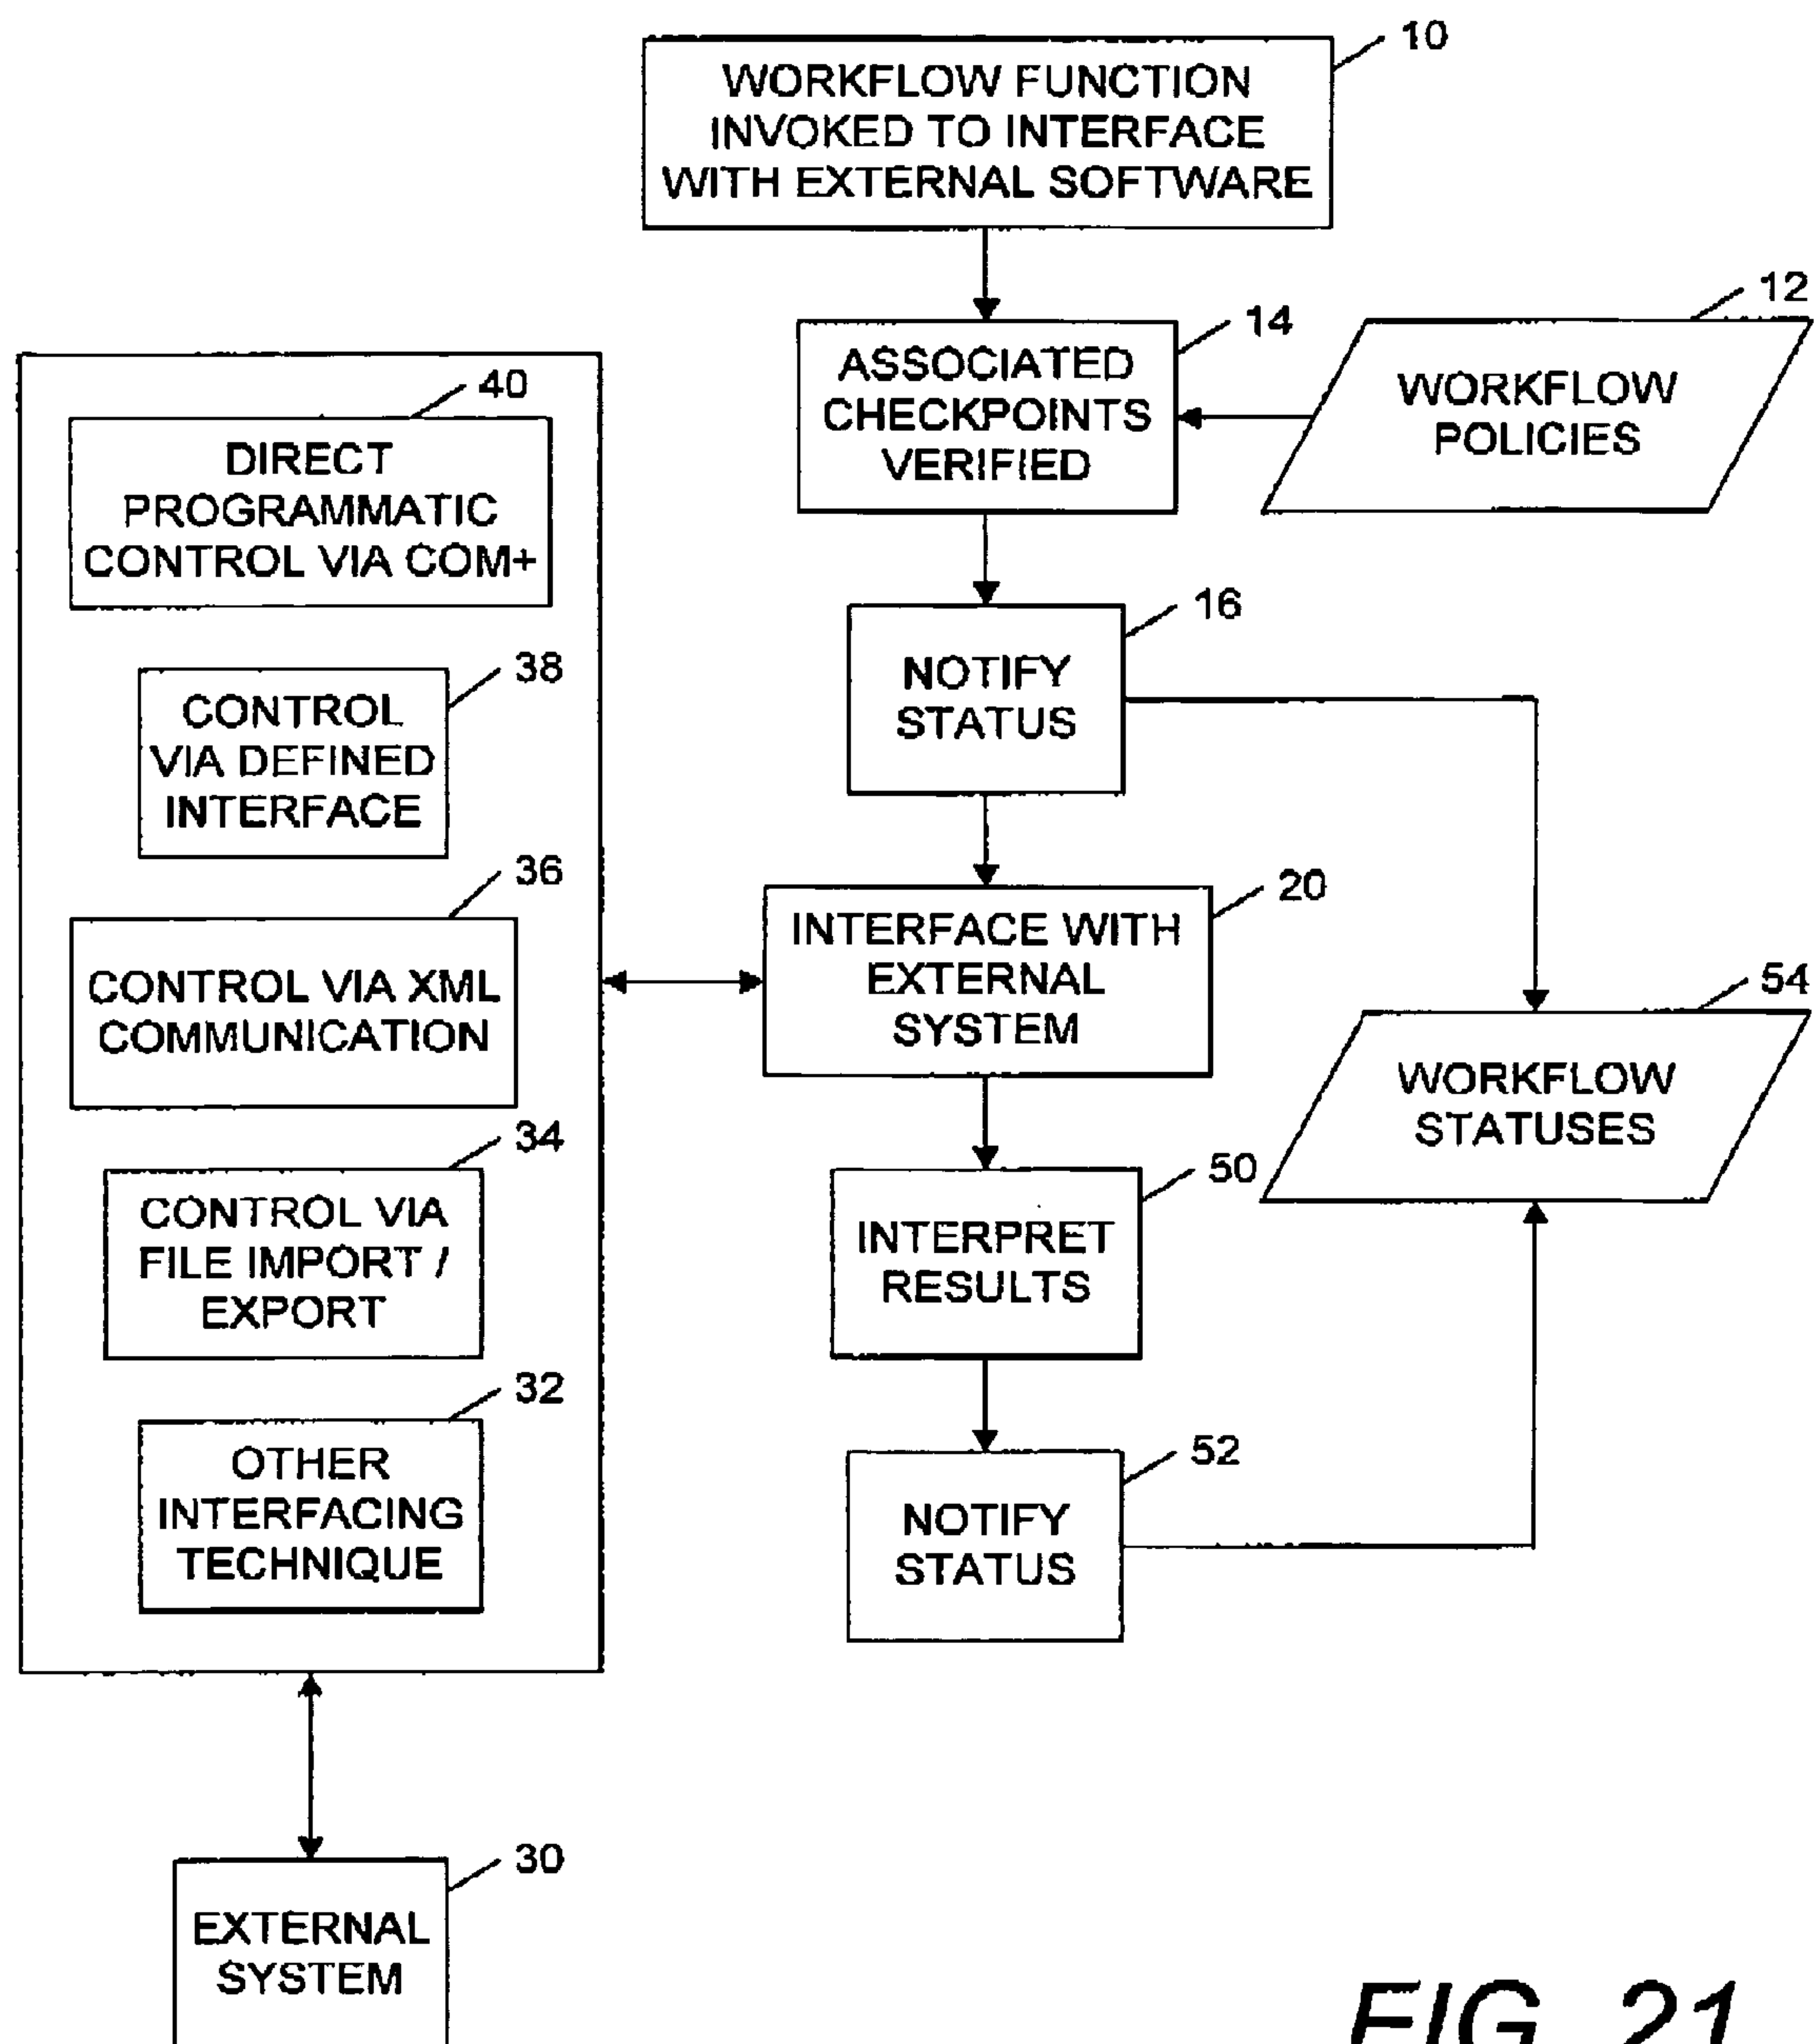 10
WORKFLOW FUNCTION
INVOKED TO INTERFACE
WITH EXTERNAL SOFTWARE
12
14
ASSOCIATED
CHECKPOINTS
VERIFIED
WORKFLOW
POLICIES
40
DIRECT
PROGRAMMATIC
CONTROL VIA COM+
16
NOTIFY
STATUS
38
CONTROL
VIA DEFINED
INTERFACE
36
CONTROL VIA XML
COMMUNICATION
20
INTERFACE WITH
EXTERNAL
SYSTEM
54
WORKFLOW
STATUSES
34
CONTROL VIA
FILE IMPORT /
EXPORT
50
INTERPRET
RESULTS
32
OTHER
INTERFACING
TECHNIQUE
52
NOTIFY
STATUS
30
EXTERNAL
SYSTEM
FIG. 21